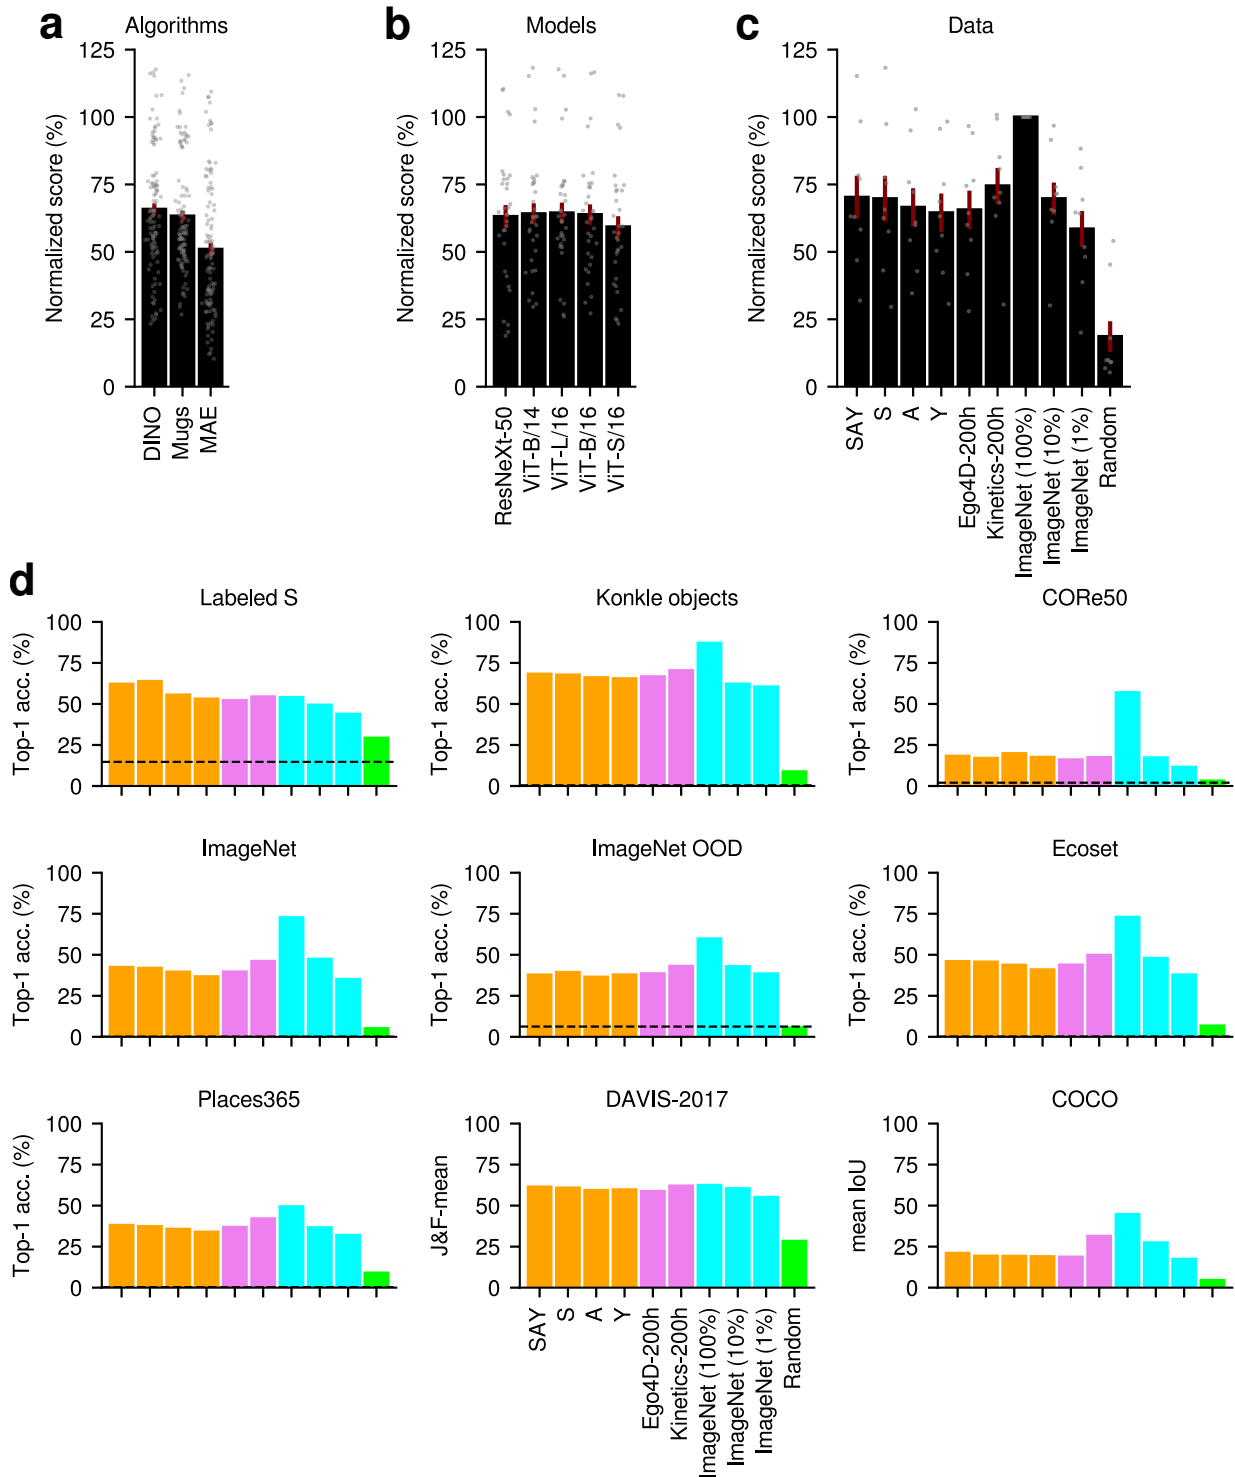 a Algorithms
Normalized score (%)
125
100
75
50
25
0
DINO
Mugs
MAE
b Models
Normalized score (%)
125
100
75
50
25
0
ResNeXt-50
ViT-B/14
ViT-L/16
ViT-B/16
ViT-S/16
c Data
Normalized score (%)
125
100
75
50
25
0
SAY
S
A
Y
Ego4D-200h
Kinetics-200h
ImageNet (100%)
ImageNet (10%)
ImageNet (1%)
Random
d
Labeled S
Top-1 acc. (%)
100
75
50
25
0
Konkle objects
Top-1 acc. (%)
100
75
50
25
0
CORe50
Top-1 acc. (%)
100
75
50
25
0
ImageNet
Top-1 acc. (%)
100
75
50
25
0
ImageNet OOD
Top-1 acc. (%)
100
75
50
25
0
Ecoset
Top-1 acc. (%)
100
75
50
25
0
Places365
Top-1 acc. (%)
100
75
50
25
0
DAVIS-2017
J&F-mean
100
75
50
25
0
SAY
S
A
Y
Ego4D-200h
Kinetics-200h
ImageNet (100%)
ImageNet (10%)
ImageNet (1%)
Random
COCO
mean IoU
100
75
50
25
0